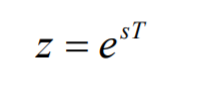 z = e^{sT}